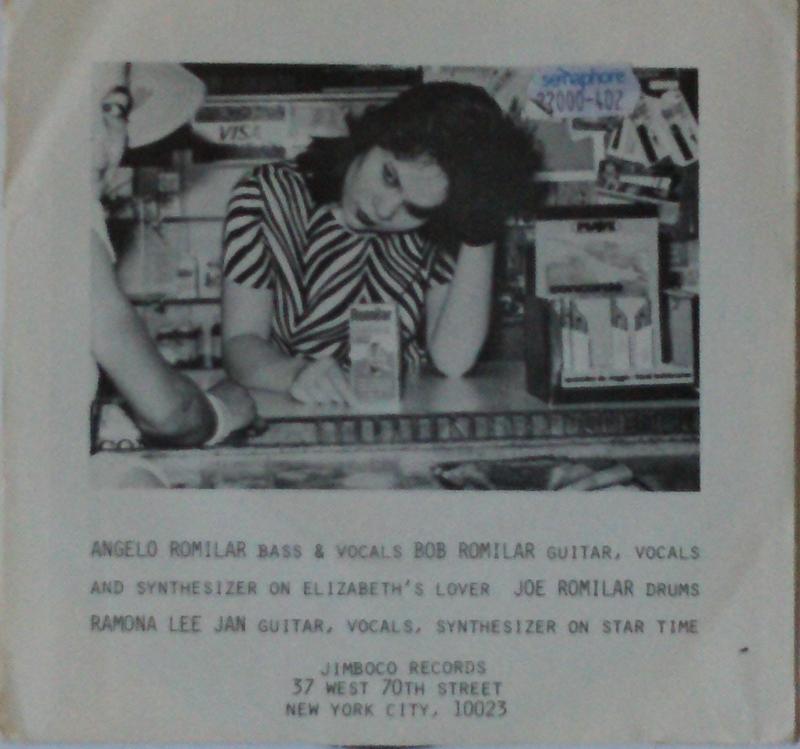 semaphore
22000-402
VISA
Romilar
ANGELO ROMILAR BASS & VOCALS BOB ROMILAR GUITAR, VOCALS
AND SYNTHESIZER ON ELIZABETH'S LOVER JOE ROMILAR DRUMS
RAMONA LEE JAN GUITAR, VOCALS, SYNTHESIZER ON STAR TIME
JIMBOCO RECORDS
37 WEST 70TH STREET
NEW YORK CITY, 10023